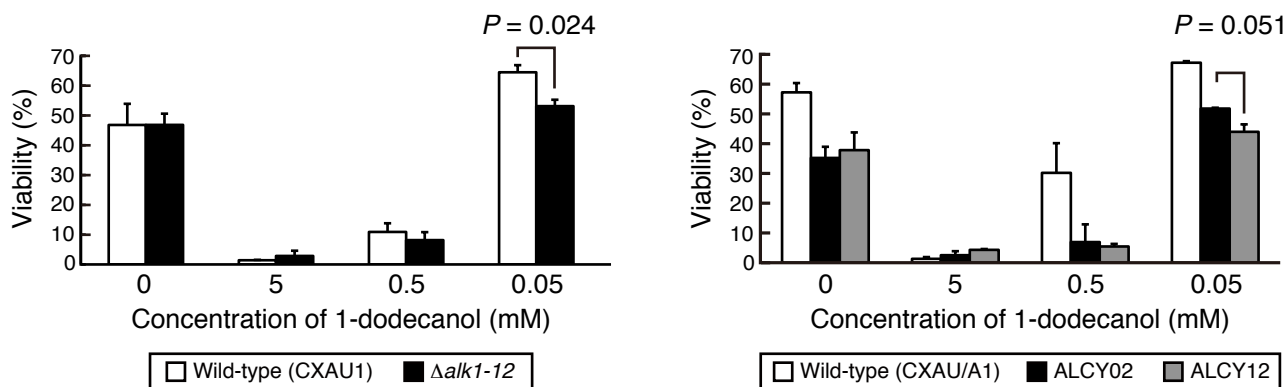 P = 0.024
Viability (%)
70
60
50
40
30
20
10
0
0 5 0.5 0.05
Concentration of 1-dodecanol (mM)
Wild-type (CXAU1) Δalk1-12
P = 0.051
Viability (%)
70
60
50
40
30
20
10
0
0 5 0.5 0.05
Concentration of 1-dodecanol (mM)
Wild-type (CXAU/A1) ALCY02 ALCY12